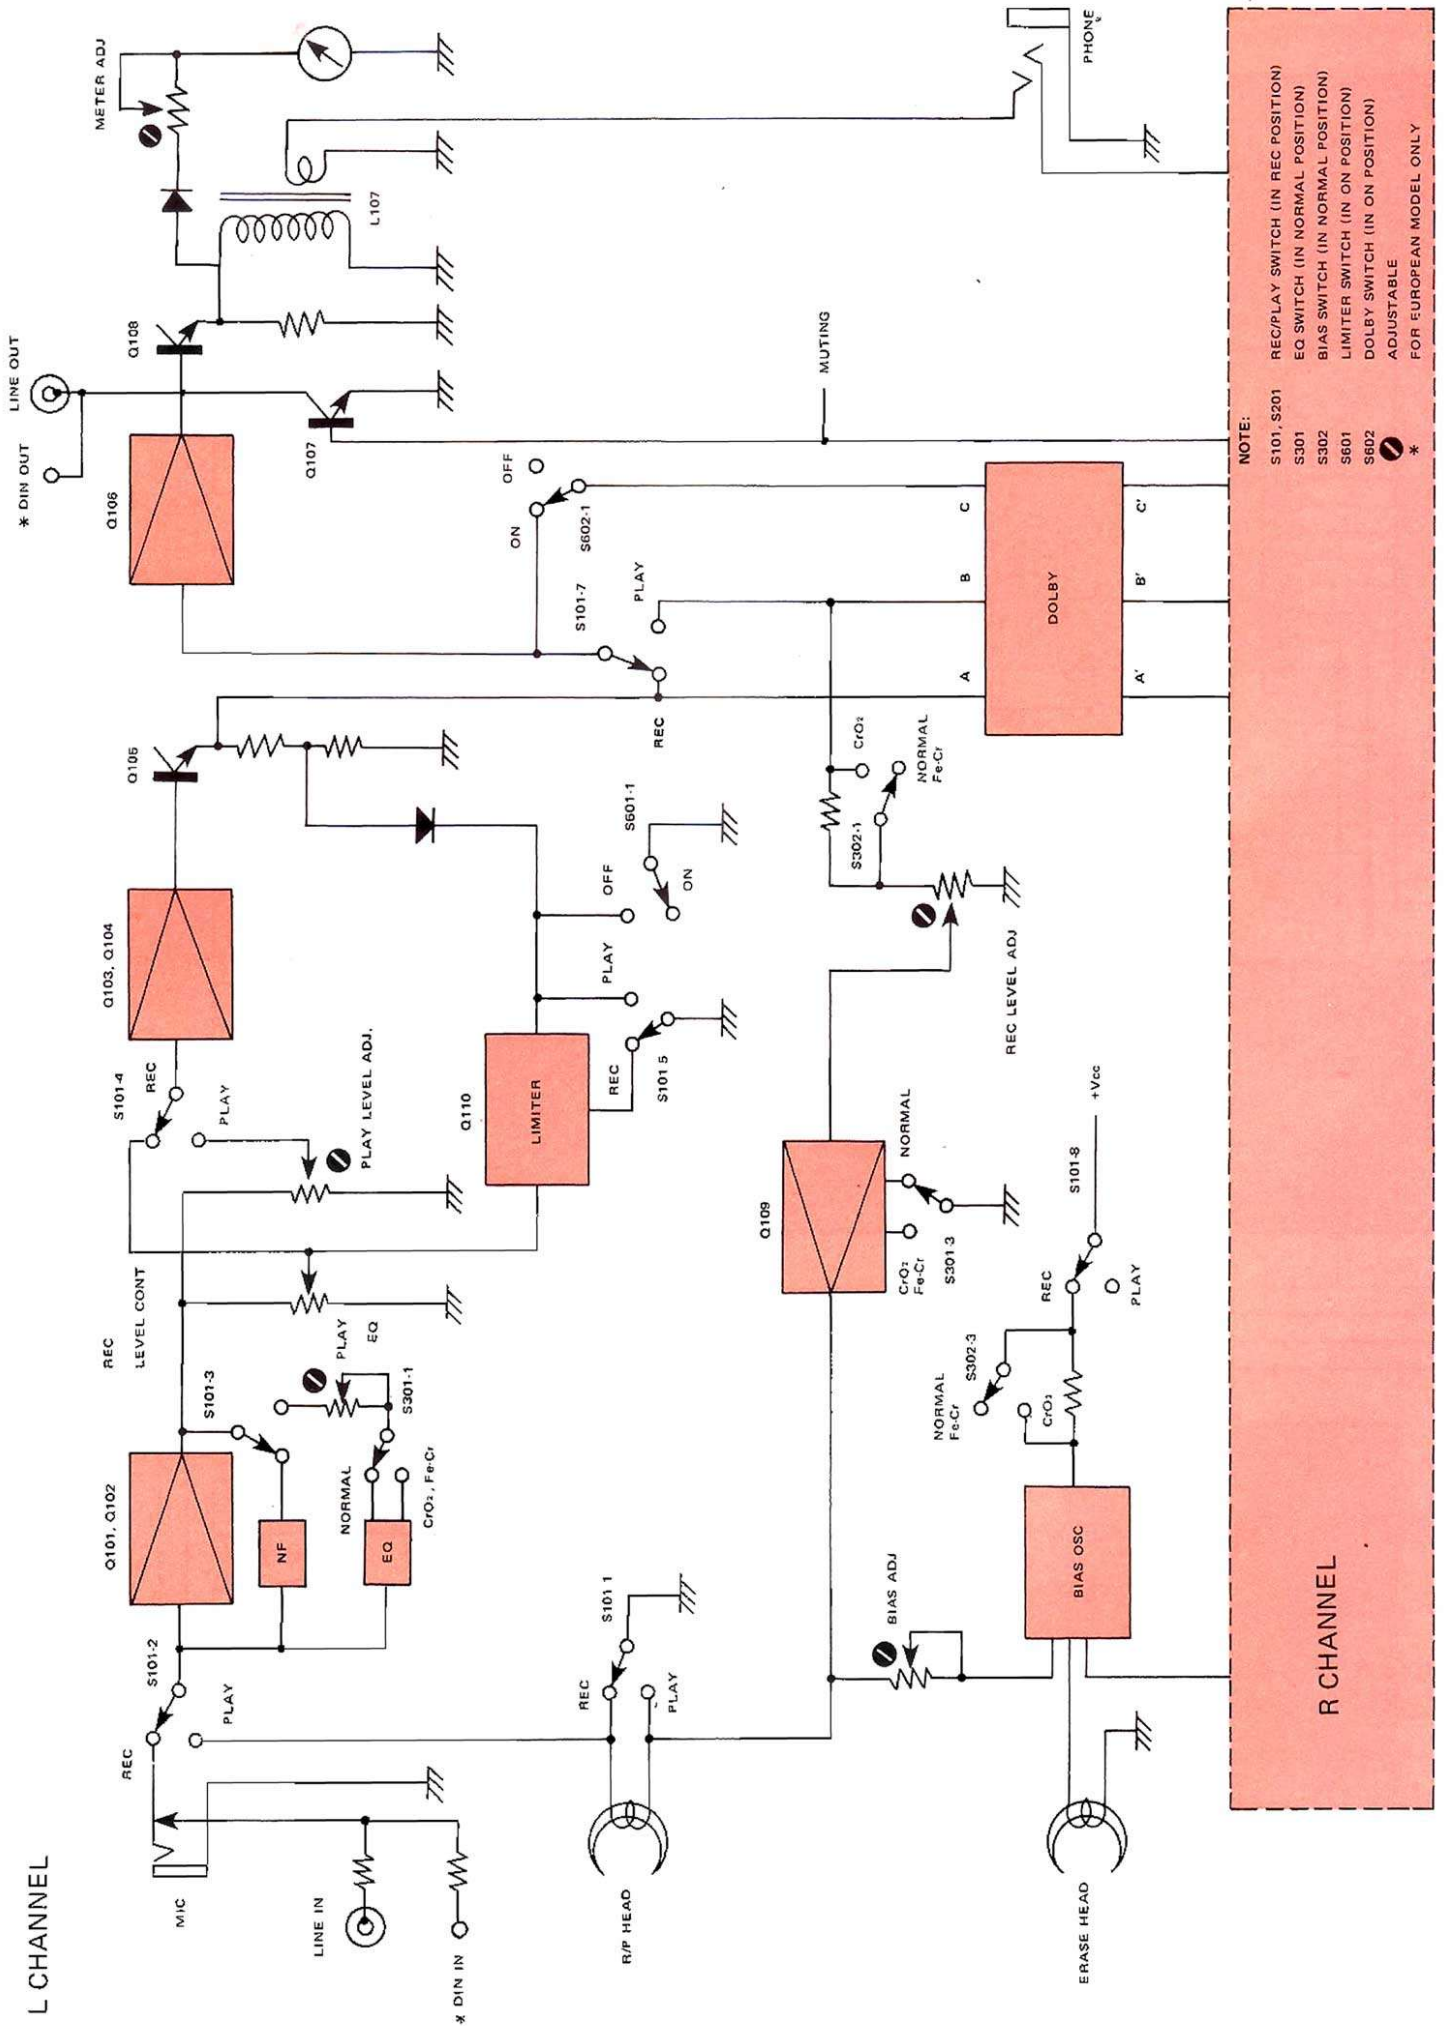 L CHANNEL
MIC
LINE IN
* DIN IN
REC
S101-2
PLAY
Q101, Q102
NF
EQ
NORMAL
CrO₂, Fe-Cr
S101-3
S301-1
PLAY
EQ
REC
LEVEL CONT
S101-4
REC
PLAY
PLAY LEVEL ADJ.
Q103, Q104
Q105
Q110
LIMITER
REC
PLAY
S101 5
OFF
ON
S601-1
Q106
* DIN OUT
LINE OUT
Q107
Q108
METER ADJ
L107
ON
OFF
S602-1
S101-7
PLAY
REC
MUTING
PHONE
R/P HEAD
REC
PLAY
S101 1
BIAS ADJ
Q109
CrO₂
Fe-Cr
NORMAL
S301-3
REC LEVEL ADJ
S302-1
CrO₂
NORMAL
Fe-Cr
A
B
C
DOLBY
A'
B'
C'
ERASE HEAD
BIAS OSC
NORMAL
Fe-Cr
CrO₂
S302-3
REC
PLAY
S101-8
+Vcc
R CHANNEL
NOTE:
S101, S201 REC/PLAY SWITCH (IN REC POSITION)
S301 EQ SWITCH (IN NORMAL POSITION)
S302 BIAS SWITCH (IN NORMAL POSITION)
S601 LIMITER SWITCH (IN ON POSITION)
S602 DOLBY SWITCH (IN ON POSITION)
ADJUSTABLE
* FOR EUROPEAN MODEL ONLY